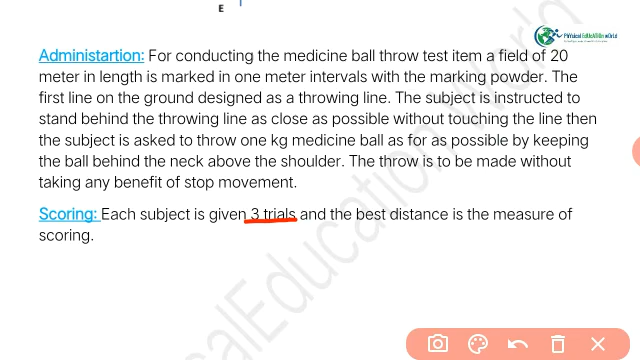 E
Physical Education World
Administartion: For conducting the medicine ball throw test item a field of 20
meter in length is marked in one meter intervals with the marking powder. The
first line on the ground designed as a throwing line. The subject is instructed to
stand behind the throwing line as close as possible without touching the line then
the subject is asked to throw one kg medicine ball as for as possible by keeping
the ball behind the neck above the shoulder. The throw is to be made without
taking any benefit of stop movement.
Scoring: Each subject is given 3 trials and the best distance is the measure of
scoring.